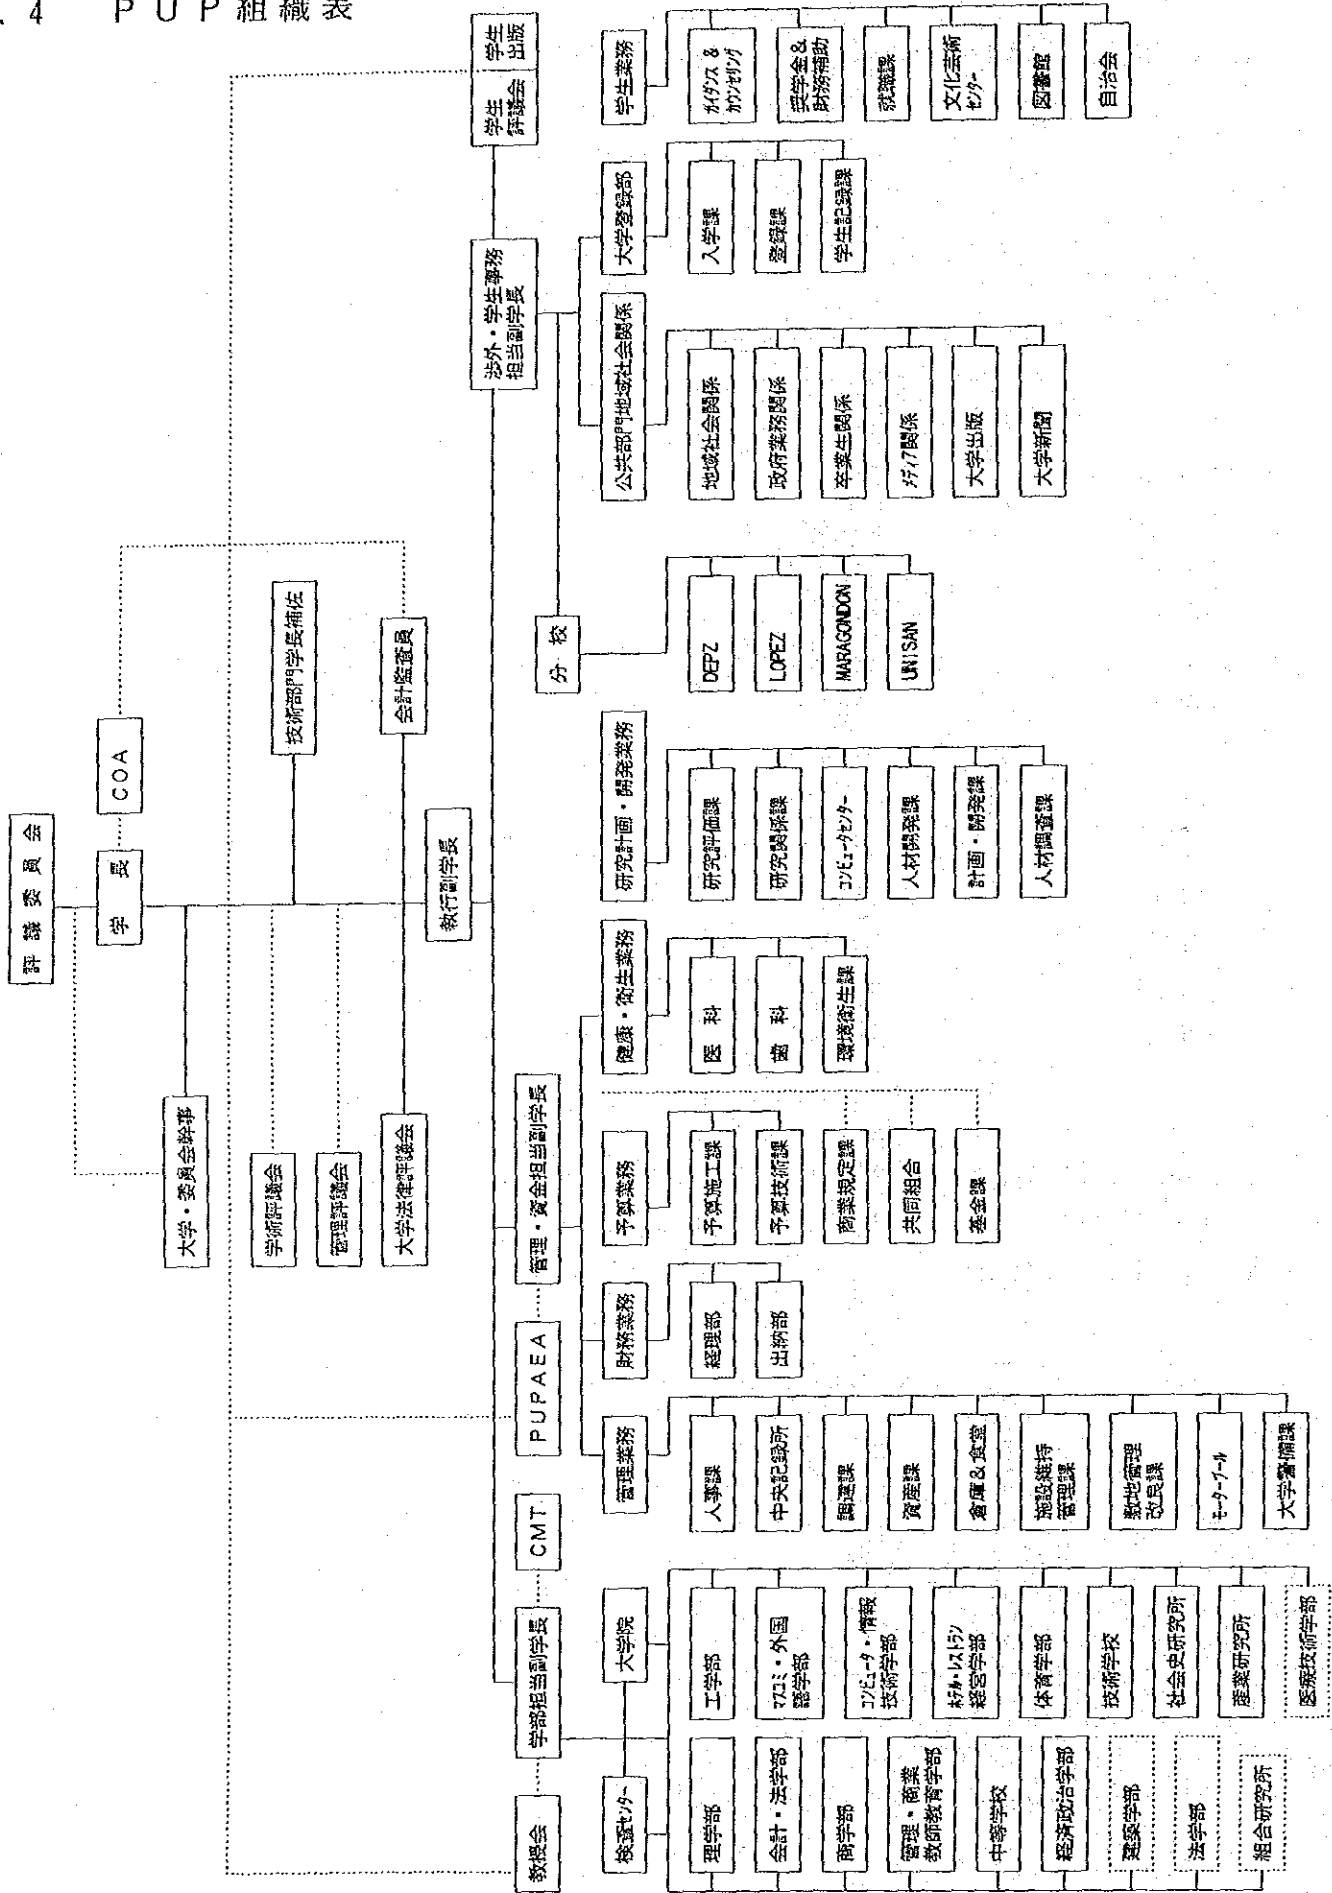 . 4 PUP組織表
評議委員会
学長
COA
大学・委員会幹事
技術部門学長補佐
学術評議会
管理評議会
大学法律評議会
会計監査員
執行副学長
教授会
学部担当副学長
CMT
PUPAEA
管理・資金担当副学長
渉外・学生事務
担当副学長
学生
評議会
学生
出版
分校
検査センター
大学院
管理業務
財務業務
予算業務
健康・衛生業務
研究計画・開発業務
公共部門地域社会関係
大学登録部
学生業務
理学部
会計・法学部
商学部
管理・商業
教師教育学部
中等学校
経済政治学部
建築学部
法学部
組合研究所
工学部
マスコミ・外国
語学部
コンピュータ・情報
技術学部
ホテル・レストラン
経営学部
体育学部
技術学校
社会史研究所
産業研究所
医療技術学部
人事課
中央記録所
調達課
資産課
倉庫&食堂
施設維持
管理課
敷地管理
改良課
モータープール
大学警備課
経理部
出納部
予算施工課
予算技術課
商業規定課
共同組合
基金課
医科
歯科
環境衛生課
研究評価課
研究関係課
コンピュータセンター
人材開発課
計画・開発課
人材調査課
DEPZ
LOPEZ
MARAGONDON
UNISAN
地域社会関係
政府業務関係
卒業生関係
メディア関係
大学出版
大学新聞
入学課
登録課
学生記録課
ガイダンス &
カウンセリング
奨学金&
財務補助
就職課
文化芸術
センター
図書館
自治会